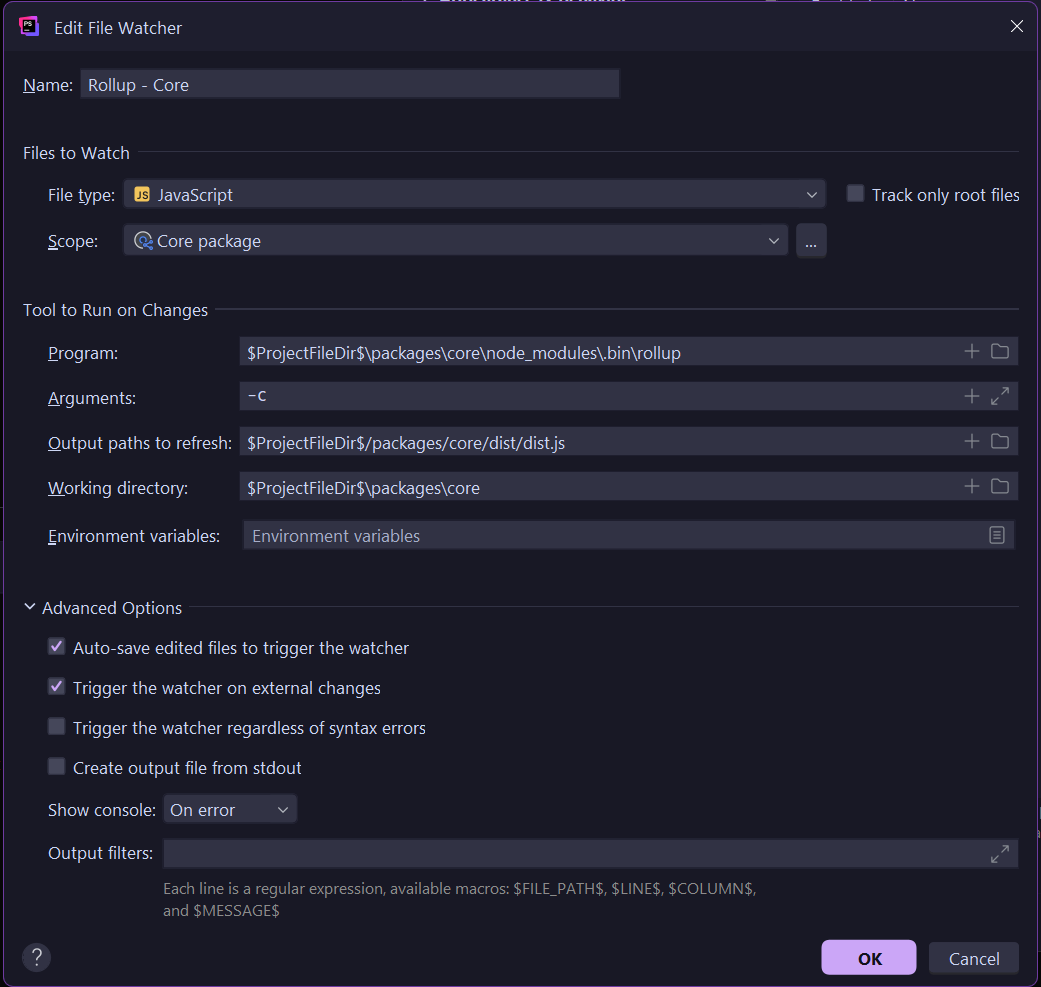 PS
Edit File Watcher
Name: Rollup - Core
Files to Watch
File type: JS JavaScript Track only root files
Scope: Core package ...
Tool to Run on Changes
Program: $ProjectFileDir$\packages\core\node_modules\.bin\rollup
Arguments: -c
Output paths to refresh: $ProjectFileDir$/packages/core/dist/dist.js
Working directory: $ProjectFileDir$\packages\core
Environment variables: Environment variables
Advanced Options
Auto-save edited files to trigger the watcher
Trigger the watcher on external changes
Trigger the watcher regardless of syntax errors
Create output file from stdout
Show console: On error
Output filters:
Each line is a regular expression, available macros: $FILE_PATH$, $LINE$, $COLUMN$,
and $MESSAGE$
? OK Cancel